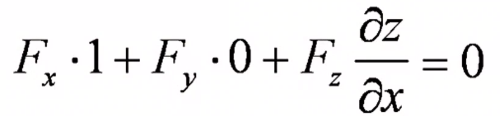 F_x · 1 + F_y · 0 + F_z ∂z/∂x = 0